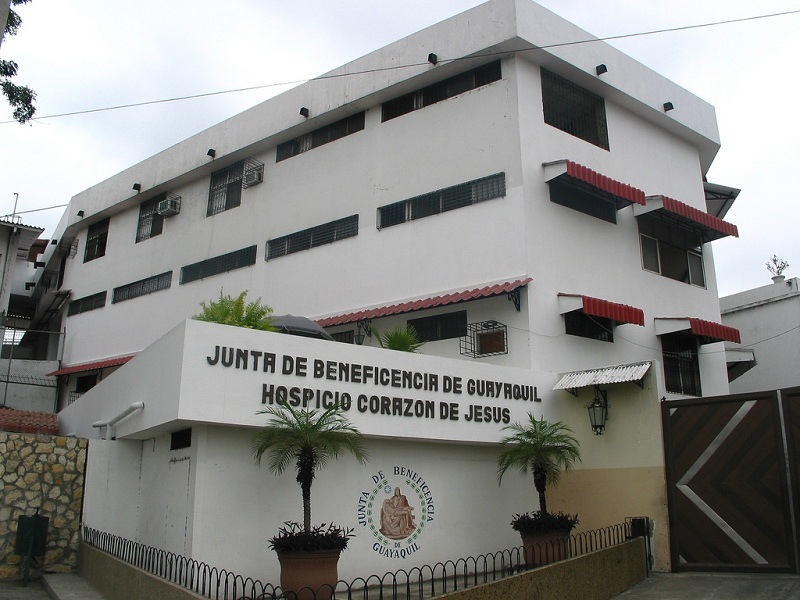 JUNTA DE BENEFICENCIA DE GUAYAQUIL
HOSPICIO CORAZON DE JESUS
JUNTA DE BENEFICENCIA
DE
GUAYAQUIL